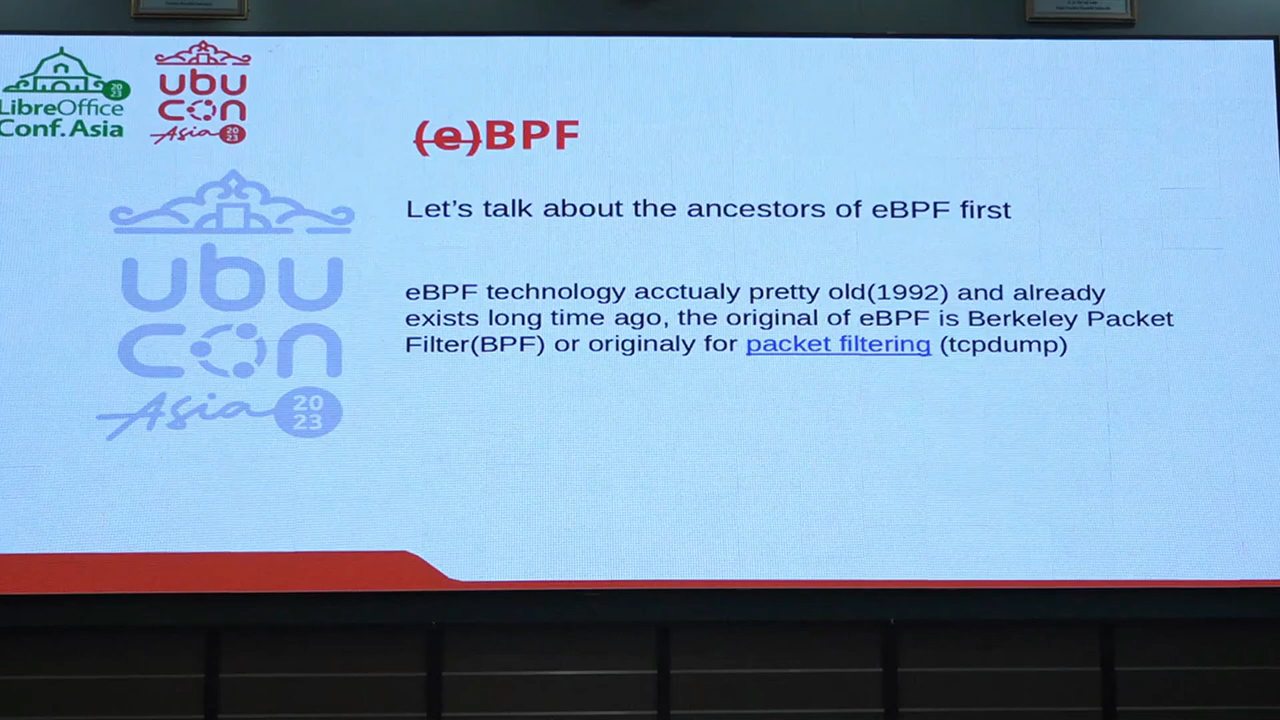 LibreOffice
Conf. Asia
2023
ubu
con
Asia 2023
(e)BPF
Let's talk about the ancestors of eBPF first
eBPF technology acctualy pretty old(1992) and already
exists long time ago, the original of eBPF is Berkeley Packet
Filter(BPF) or originaly for packet filtering (tcpdump)
ubu
con
Asia 2023